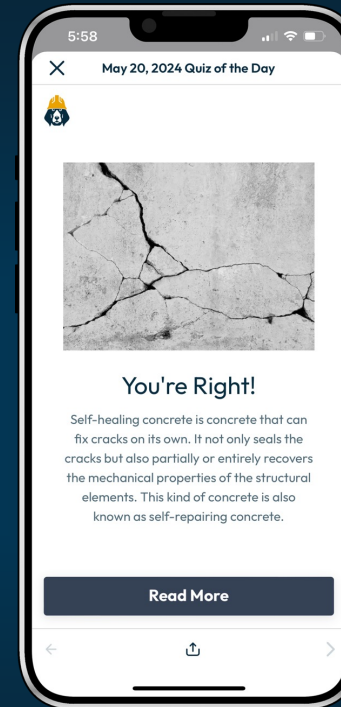 5:58
May 20, 2024 Quiz of the Day
You're Right!
Self-healing concrete is concrete that can
fix cracks on its own. It not only seals the
cracks but also partially or entirely recovers
the mechanical properties of the structural
elements. This kind of concrete is also
known as self-repairing concrete.
Read More